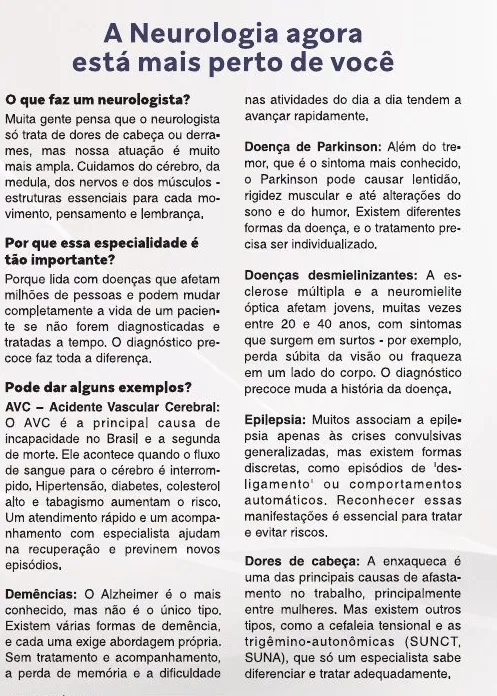 A Neurologia agora
está mais perto de você
O que faz um neurologista?
Muita gente pensa que o neurologista
só trata de dores de cabeça ou derra-
mes, mas nossa atuação é muito
mais ampla. Cuidamos do cérebro, da
medula, dos nervos e dos músculos -
estruturas essenciais para cada mo-
vimento, pensamento e lembrança.
Por que essa especialidade é
tão importante?
Porque lida com doenças que afetam
milhões de pessoas e podem mudar
completamente a vida de um pacien-
te se não forem diagnosticadas e
tratadas a tempo. O diagnóstico pre-
coce faz toda a diferença.
Pode dar alguns exemplos?
AVC – Acidente Vascular Cerebral:
O AVC é a principal causa de
incapacidade no Brasil e a segunda
de morte. Ele acontece quando o fluxo
de sangue para o cérebro é interrom-
pido. Hipertensão, diabetes, colesterol
alto e tabagismo aumentam o risco.
Um atendimento rápido e um acompa-
nhamento com especialista ajudam
na recuperação e previnem novos
episódios.
Demências: O Alzheimer é o mais
conhecido, mas não é o único tipo.
Existem várias formas de demência,
e cada uma exige abordagem própria.
Sem tratamento e acompanhamento,
a perda de memória e a dificuldade
nas atividades do dia a dia tendem a
avançar rapidamente.
Doença de Parkinson: Além do tre-
mor, que é o sintoma mais conhecido,
o Parkinson pode causar lentidão,
rigidez muscular e até alterações do
sono e do humor. Existem diferentes
formas da doença, e o tratamento pre-
cisa ser individualizado.
Doenças desmielinizantes: A es-
clerose múltipla e a neuromielite
óptica afetam jovens, muitas vezes
entre 20 e 40 anos, com sintomas
que surgem em surtos - por exemplo,
perda súbita da visão ou fraqueza
em um lado do corpo. O diagnóstico
precoce muda a história da doença.
Epilepsia: Muitos associam a epile-
psia apenas às crises convulsivas
generalizadas, mas existem formas
discretas, como episódios de 'des-
ligamento' ou comportamentos
automáticos. Reconhecer essas
manifestações é essencial para tratar
e evitar riscos.
Dores de cabeça: A enxaqueca é
uma das principais causas de afasta-
mento no trabalho, principalmente
entre mulheres. Mas existem outros
tipos, como a cefaleia tensional e as
trigêmino-autonômicas (SUNCT,
SUNA), que só um especialista sabe
diferenciar e tratar adequadamente.